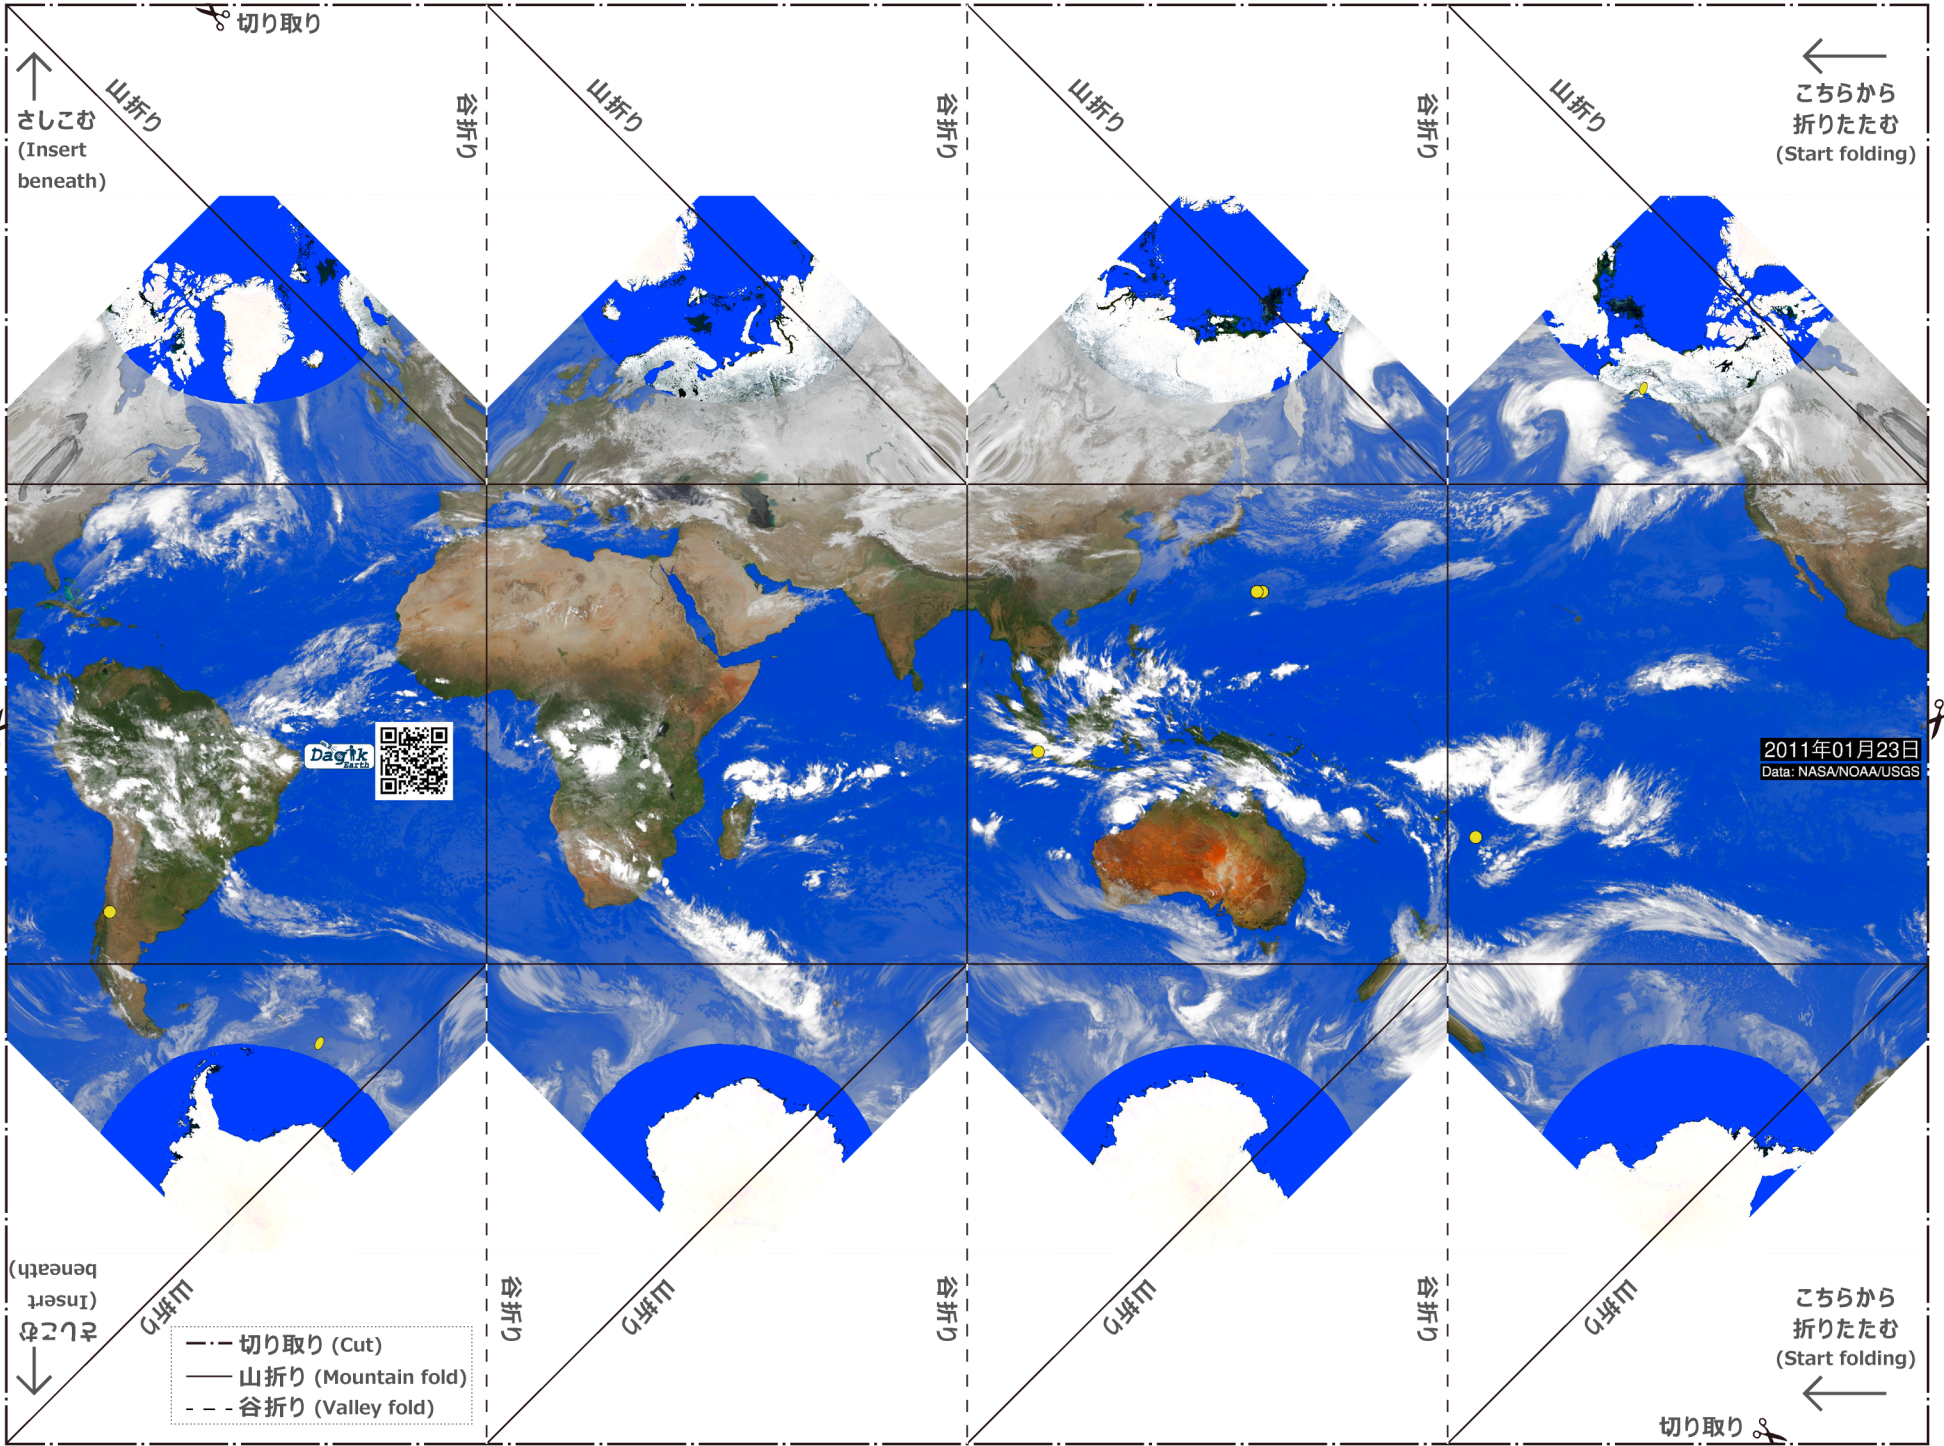 切り取り
山折り
谷折り
山折り
谷折り
山折り
谷折り
山折り
さしこむ
(Insert
beneath)
こちらから
折りたたむ
(Start folding)
Dagik
Earth
2011年01月23日
Data: NASA/NOAA/USGS
さしこむ
(Insert
beneath)
山折り
谷折り
山折り
谷折り
山折り
谷折り
山折り
こちらから
折りたたむ
(Start folding)
切り取り (Cut)
山折り (Mountain fold)
谷折り (Valley fold)
切り取り